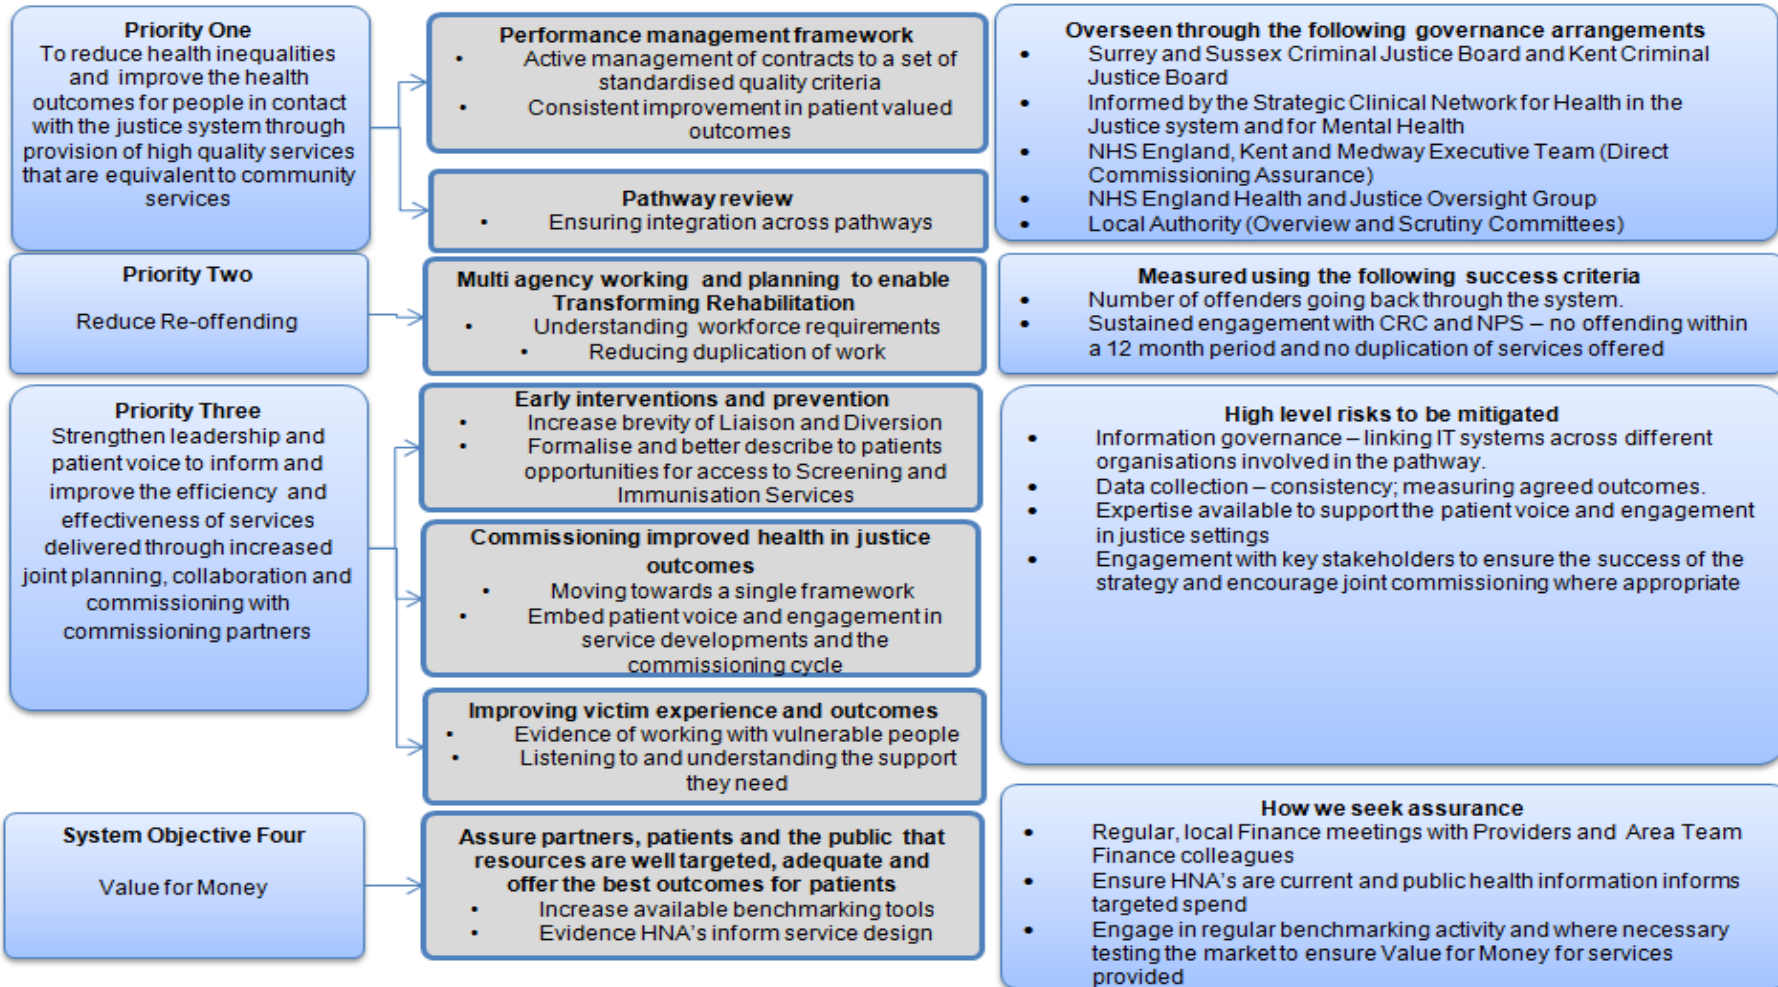 Priority One
To reduce health inequalities
and improve the health
outcomes for people in contact
with the justice system through
provision of high quality services
that are equivalent to community
services
Performance management framework
• Active management of contracts to a set of
standardised quality criteria
• Consistent improvement in patient valued
outcomes
Pathway review
• Ensuring integration across pathways
Overseen through the following governance arrangements
• Surrey and Sussex Criminal Justice Board and Kent Criminal
Justice Board
• Informed by the Strategic Clinical Network for Health in the
Justice system and for Mental Health
• NHS England, Kent and Medway Executive Team (Direct
Commissioning Assurance)
• NHS England Health and Justice Oversight Group
• Local Authority (Overview and Scrutiny Committees)
Priority Two
Reduce Re-offending
Multi agency working and planning to enable
Transforming Rehabilitation
• Understanding workforce requirements
• Reducing duplication of work
Measured using the following success criteria
• Number of offenders going back through the system.
• Sustained engagement with CRC and NPS – no offending within
a 12 month period and no duplication of services offered
Priority Three
Strengthen leadership and
patient voice to inform and
improve the efficiency and
effectiveness of services
delivered through increased
joint planning, collaboration and
commissioning with
commissioning partners
Early interventions and prevention
• Increase brevity of Liaison and Diversion
• Formalise and better describe to patients
opportunities for access to Screening and
Immunisation Services
Commissioning improved health in justice
outcomes
• Moving towards a single framework
• Embed patient voice and engagement in
service developments and the
commissioning cycle
Improving victim experience and outcomes
• Evidence of working with vulnerable people
• Listening to and understanding the support
they need
High level risks to be mitigated
• Information governance – linking IT systems across different
organisations involved in the pathway.
• Data collection – consistency; measuring agreed outcomes.
• Expertise available to support the patient voice and engagement
in justice settings
• Engagement with key stakeholders to ensure the success of the
strategy and encourage joint commissioning where appropriate
System Objective Four
Value for Money
Assure partners, patients and the public that
resources are well targeted, adequate and
offer the best outcomes for patients
• Increase available benchmarking tools
• Evidence HNA's inform service design
How we seek assurance
• Regular, local Finance meetings with Providers and Area Team
Finance colleagues
• Ensure HNA's are current and public health information informs
targeted spend
• Engage in regular benchmarking activity and where necessary
testing the market to ensure Value for Money for services
provided